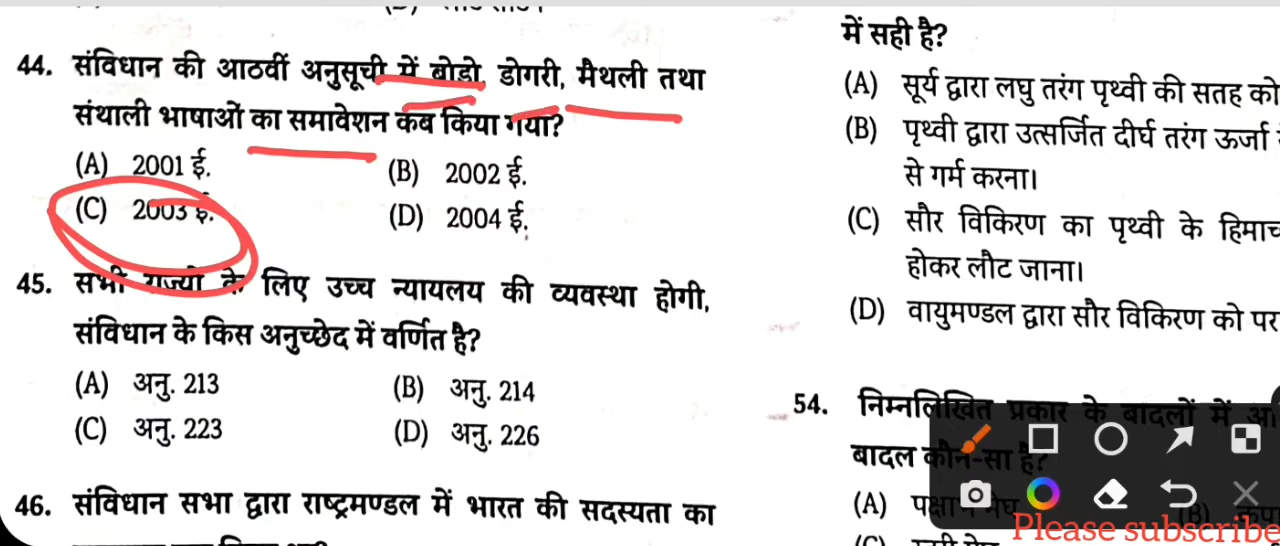 44. संविधान की आठवीं अनुसूची में बोडो, डोगरी, मैथली तथा
संथाली भाषाओं का समावेशन कब किया गया?
(A) 2001 ई. (B) 2002 ई.
(C) 2003 ई. (D) 2004 ई.
45. सभी राज्यों के लिए उच्च न्यायलय की व्यवस्था होगी,
संविधान के किस अनुच्छेद में वर्णित है?
(A) अनु. 213 (B) अनु. 214
(C) अनु. 223 (D) अनु. 226
46. संविधान सभा द्वारा राष्ट्रमण्डल में भारत की सदस्यता का
में सही है?
(A) सूर्य द्वारा लघु तरंग पृथ्वी की सतह को
(B) पृथ्वी द्वारा उत्सर्जित दीर्घ तरंग ऊर्जा
से गर्म करना।
(C) सौर विकिरण का पृथ्वी के
होकर लौट जाना।
(D) वायुमण्डल द्वारा सौर विकिरण को
54. निम्नलिखित प्रकार के बादलों में
बादल कौन-सा है?
(A) (B)
Please subscribe